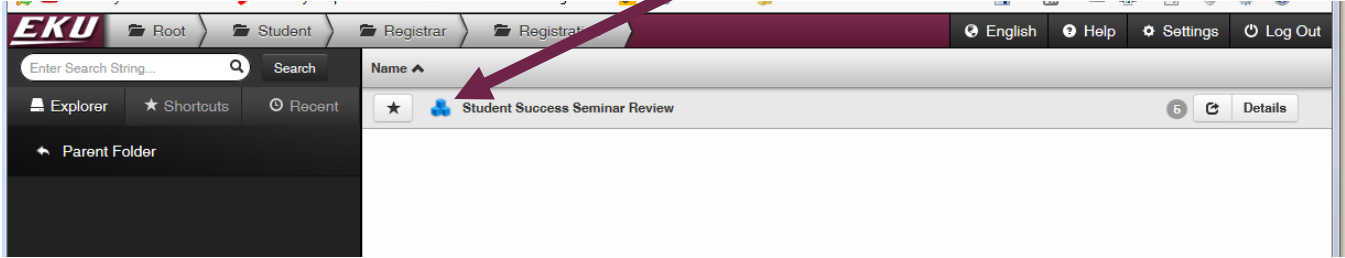 EKU Root Student Registrar English Help Settings Log Out
Enter Search String... Search Name
Explorer Shortcuts Recent Student Success Seminar Review 5 Details
Parent Folder